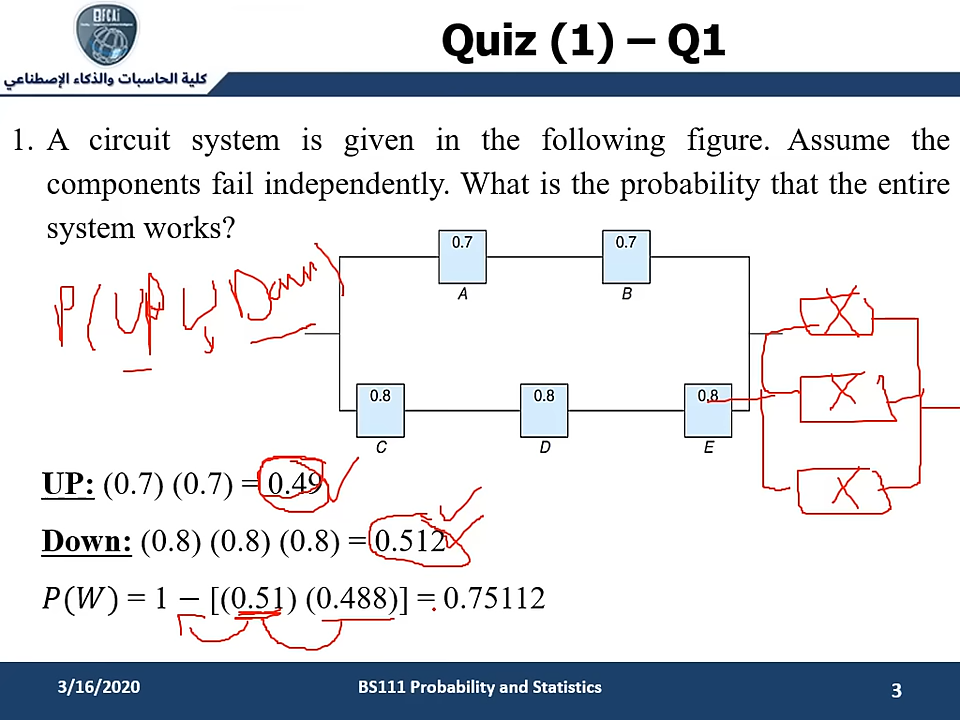 BFCAI
كلية الحاسبات والذكاء الإصطناعي
Quiz (1) – Q1
1. A circuit system is given in the following figure. Assume the
components fail independently. What is the probability that the entire
system works?
0.7 0.7
A B
P(UP ∪ Down)
0.8 0.8 0.8
C D E
X
X
X
UP: (0.7) (0.7) = 0.49
Down: (0.8) (0.8) (0.8) = 0.512
P(W) = 1 − [(0.51) (0.488)] = 0.75112
3/16/2020 BS111 Probability and Statistics 3